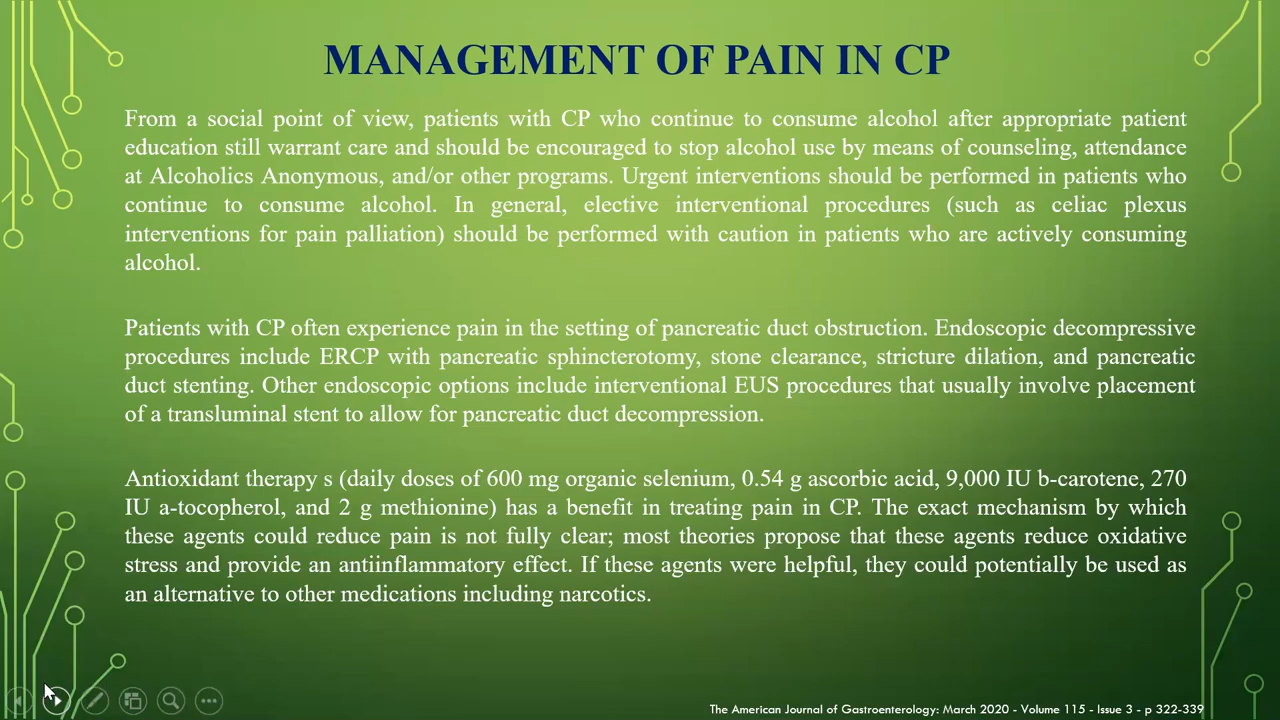 MANAGEMENT OF PAIN IN CP
From a social point of view, patients with CP who continue to consume alcohol after appropriate patient
education still warrant care and should be encouraged to stop alcohol use by means of counseling, attendance
at Alcoholics Anonymous, and/or other programs. Urgent interventions should be performed in patients who
continue to consume alcohol. In general, elective interventional procedures (such as celiac plexus
interventions for pain palliation) should be performed with caution in patients who are actively consuming
alcohol.
Patients with CP often experience pain in the setting of pancreatic duct obstruction. Endoscopic decompressive
procedures include ERCP with pancreatic sphincterotomy, stone clearance, stricture dilation, and pancreatic
duct stenting. Other endoscopic options include interventional EUS procedures that usually involve placement
of a transluminal stent to allow for pancreatic duct decompression.
Antioxidant therapy s (daily doses of 600 mg organic selenium, 0.54 g ascorbic acid, 9,000 IU b-carotene, 270
IU a-tocopherol, and 2 g methionine) has a benefit in treating pain in CP. The exact mechanism by which
these agents could reduce pain is not fully clear; most theories propose that these agents reduce oxidative
stress and provide an antiinflammatory effect. If these agents were helpful, they could potentially be used as
an alternative to other medications including narcotics.
The American Journal of Gastroenterology: March 2020 - Volume 115 - Issue 3 - p 322-339